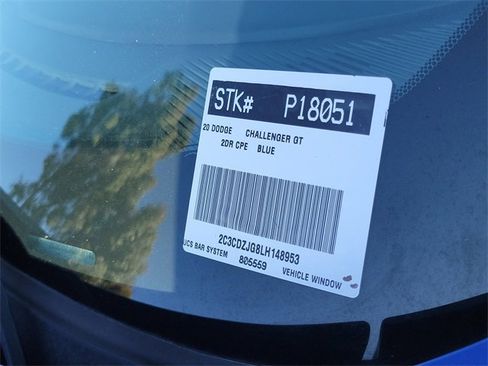 STK# P18051
20 DODGE CHALLENGER GT
2DR CPE BLUE
2C3CDZJG8LH148953
UCS BAR SYSTEM 805559 VEHICLE WINDOW